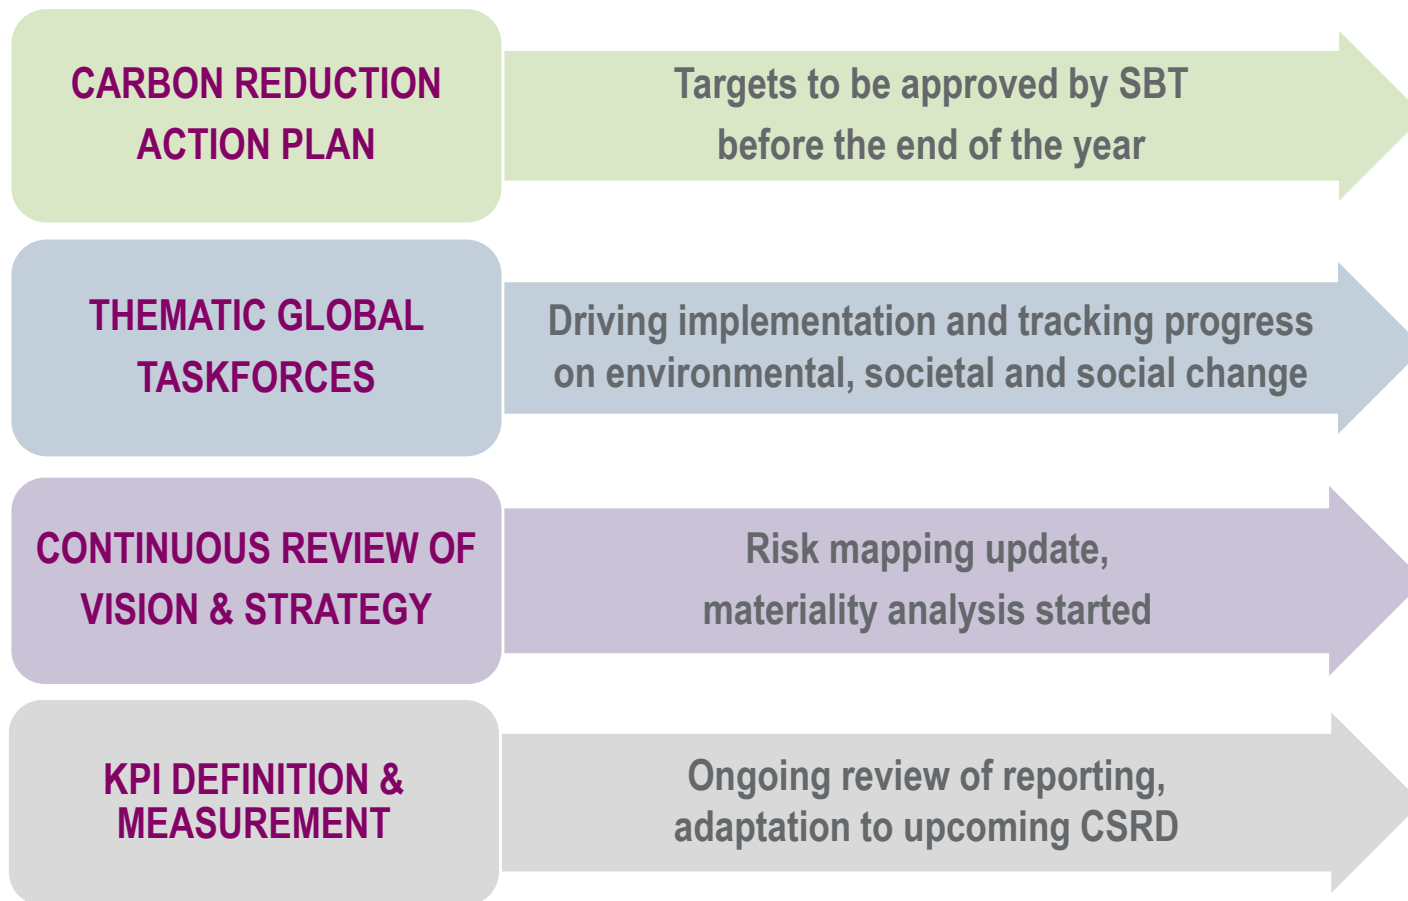 CARBON REDUCTION
ACTION PLAN
Targets to be approved by SBT
before the end of the year
THEMATIC GLOBAL
TASKFORCES
Driving implementation and tracking progress
on environmental, societal and social change
CONTINUOUS REVIEW OF
VISION & STRATEGY
Risk mapping update,
materiality analysis started
KPI DEFINITION &
MEASUREMENT
Ongoing review of reporting,
adaptation to upcoming CSRD